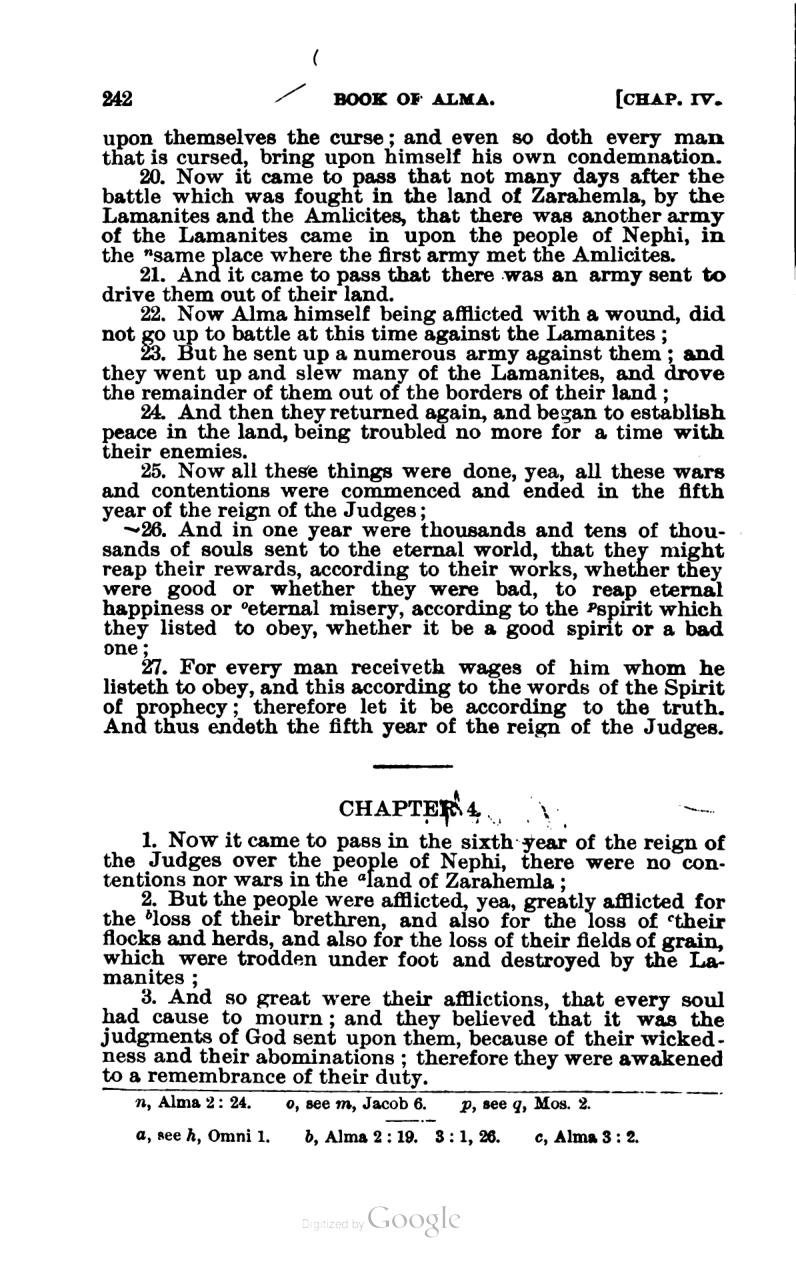 242 BOOK OF ALMA. [CHAP. IV.
upon themselves the curse; and even so doth every man
that is cursed, bring upon himself his own condemnation.
20. Now it came to pass that not many days after the
battle which was fought in the land of Zarahemla, by the
Lamanites and the Amlicites, that there was another army
of the Lamanites came in upon the people of Nephi, in
the ⁿsame place where the first army met the Amlicites.
21. And it came to pass that there was an army sent to
drive them out of their land.
22. Now Alma himself being afflicted with a wound, did
not go up to battle at this time against the Lamanites;
23. But he sent up a numerous army against them; and
they went up and slew many of the Lamanites, and drove
the remainder of them out of the borders of their land;
24. And then they returned again, and began to establish
peace in the land, being troubled no more for a time with
their enemies.
25. Now all these things were done, yea, all these wars
and contentions were commenced and ended in the fifth
year of the reign of the Judges;
26. And in one year were thousands and tens of thou-
sands of souls sent to the eternal world, that they might
reap their rewards, according to their works, whether they
were good or whether they were bad, to reap eternal
happiness or ᵒeternal misery, according to the ᵖspirit which
they listed to obey, whether it be a good spirit or a bad
one;
27. For every man receiveth wages of him whom he
listeth to obey, and this according to the words of the Spirit
of prophecy; therefore let it be according to the truth.
And thus endeth the fifth year of the reign of the Judges.
CHAPTER 4.
1. Now it came to pass in the sixth year of the reign of
the Judges over the people of Nephi, there were no con-
tentions nor wars in the ᵃland of Zarahemla;
2. But the people were afflicted, yea, greatly afflicted for
the ᵇloss of their brethren, and also for the loss of ᶜtheir
flocks and herds, and also for the loss of their fields of grain,
which were trodden under foot and destroyed by the La-
manites;
3. And so great were their afflictions, that every soul
had cause to mourn; and they believed that it was the
judgments of God sent upon them, because of their wicked-
ness and their abominations; therefore they were awakened
to a remembrance of their duty.
n, Alma 2: 24. o, see m, Jacob 6. p, see q, Mos. 2.
a, see h, Omni 1. b, Alma 2: 19. 3: 1, 26. c, Alma 3: 2.
Digitized by Google